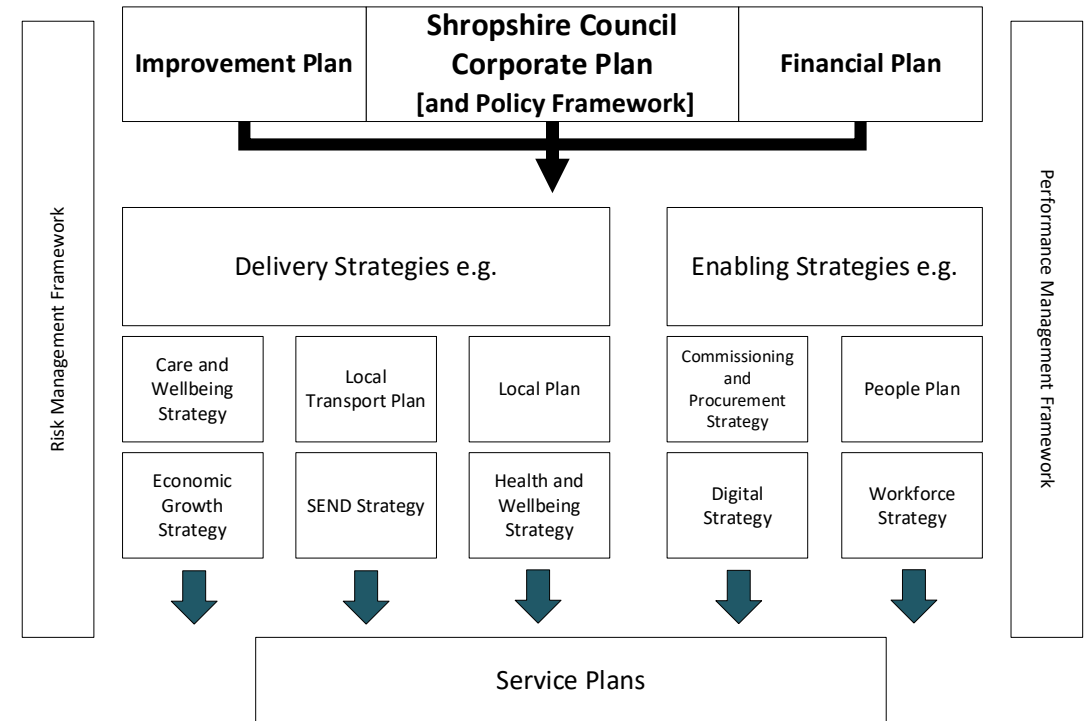 Shropshire Council
Corporate Plan
[and Policy Framework]
Improvement Plan
Financial Plan
Risk Management Framework
Performance Management Framework
Delivery Strategies e.g.
Enabling Strategies e.g.
Care and
Wellbeing
Strategy
Local
Transport Plan
Local Plan
Commissioning
and
Procurement
Strategy
People Plan
Economic
Growth
Strategy
SEND Strategy
Health and
Wellbeing
Strategy
Digital
Strategy
Workforce
Strategy
Service Plans